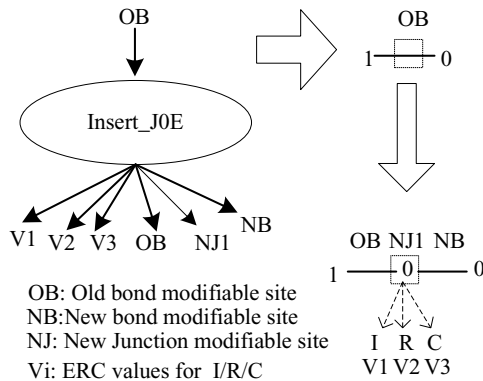 OB
Insert_J0E
V1 V2 V3 OB NJ1 NB
OB
1 0
OB NJ1 NB
1 0 0
I R C
V1 V2 V3
OB: Old bond modifiable site
NB:New bond modifiable site
NJ: New Junction modifiable site
Vi: ERC values for I/R/C